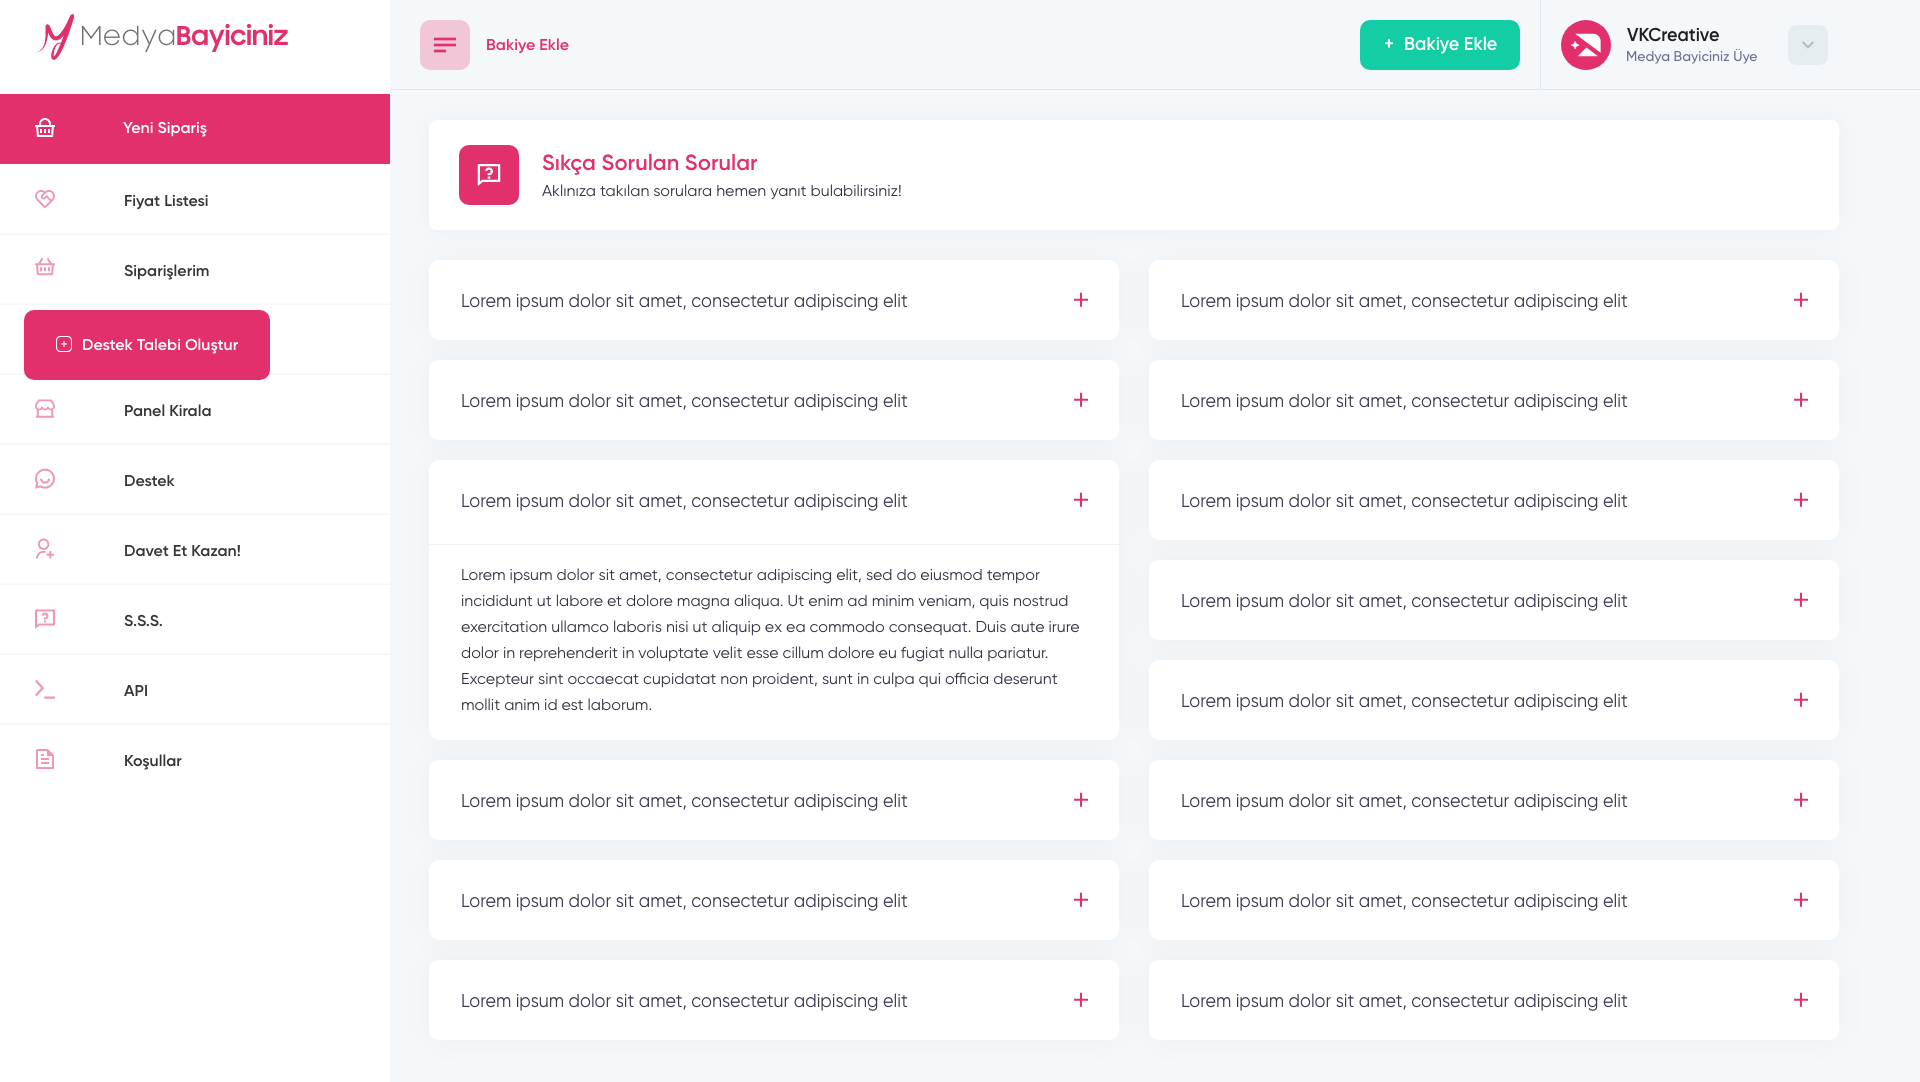 MedyaBayiciniz
Yeni Sipariş
Fiyat Listesi
Siparişlerim
Destek Talebi Oluştur
Panel Kirala
Destek
Davet Et Kazan!
S.S.S.
API
Koşullar
Bakiye Ekle
+ Bakiye Ekle
VKCreative
Medya Bayiciniz Üye
Sıkça Sorulan Sorular
Aklınıza takılan sorulara hemen yanıt bulabilirsiniz!
Lorem ipsum dolor sit amet, consectetur adipiscing elit
Lorem ipsum dolor sit amet, consectetur adipiscing elit
Lorem ipsum dolor sit amet, consectetur adipiscing elit
Lorem ipsum dolor sit amet, consectetur adipiscing elit, sed do eiusmod tempor
incididunt ut labore et dolore magna aliqua. Ut enim ad minim veniam, quis nostrud
exercitation ullamco laboris nisi ut aliquip ex ea commodo consequat. Duis aute irure
dolor in reprehenderit in voluptate velit esse cillum dolore eu fugiat nulla pariatur.
Excepteur sint occaecat cupidatat non proident, sunt in culpa qui officia deserunt
mollit anim id est laborum.
Lorem ipsum dolor sit amet, consectetur adipiscing elit
Lorem ipsum dolor sit amet, consectetur adipiscing elit
Lorem ipsum dolor sit amet, consectetur adipiscing elit
Lorem ipsum dolor sit amet, consectetur adipiscing elit
Lorem ipsum dolor sit amet, consectetur adipiscing elit
Lorem ipsum dolor sit amet, consectetur adipiscing elit
Lorem ipsum dolor sit amet, consectetur adipiscing elit
Lorem ipsum dolor sit amet, consectetur adipiscing elit
Lorem ipsum dolor sit amet, consectetur adipiscing elit
Lorem ipsum dolor sit amet, consectetur adipiscing elit
Lorem ipsum dolor sit amet, consectetur adipiscing elit